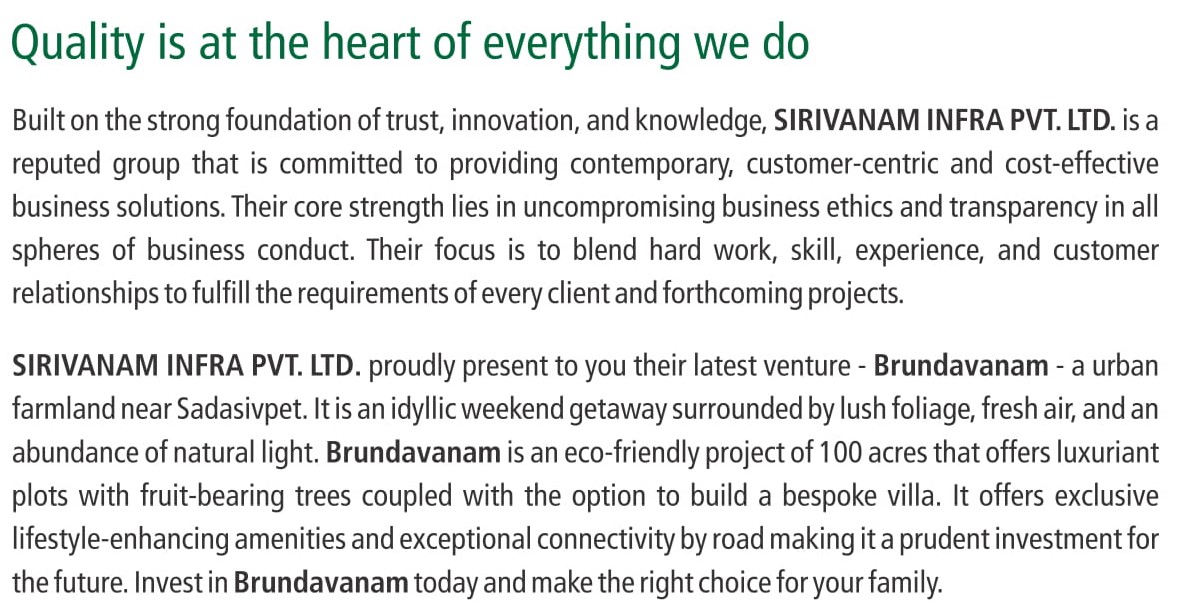 Quality is at the heart of everything we do
Built on the strong foundation of trust, innovation, and knowledge, SIRIVANAM INFRA PVT. LTD. is a
reputed group that is committed to providing contemporary, customer-centric and cost-effective
business solutions. Their core strength lies in uncompromising business ethics and transparency in all
spheres of business conduct. Their focus is to blend hard work, skill, experience, and customer
relationships to fulfill the requirements of every client and forthcoming projects.
SIRIVANAM INFRA PVT. LTD. proudly present to you their latest venture - Brundavanam - a urban
farmland near Sadasivpet. It is an idyllic weekend getaway surrounded by lush foliage, fresh air, and an
abundance of natural light. Brundavanam is an eco-friendly project of 100 acres that offers luxuriant
plots with fruit-bearing trees coupled with the option to build a bespoke villa. It offers exclusive
lifestyle-enhancing amenities and exceptional connectivity by road making it a prudent investment for
the future. Invest in Brundavanam today and make the right choice for your family.